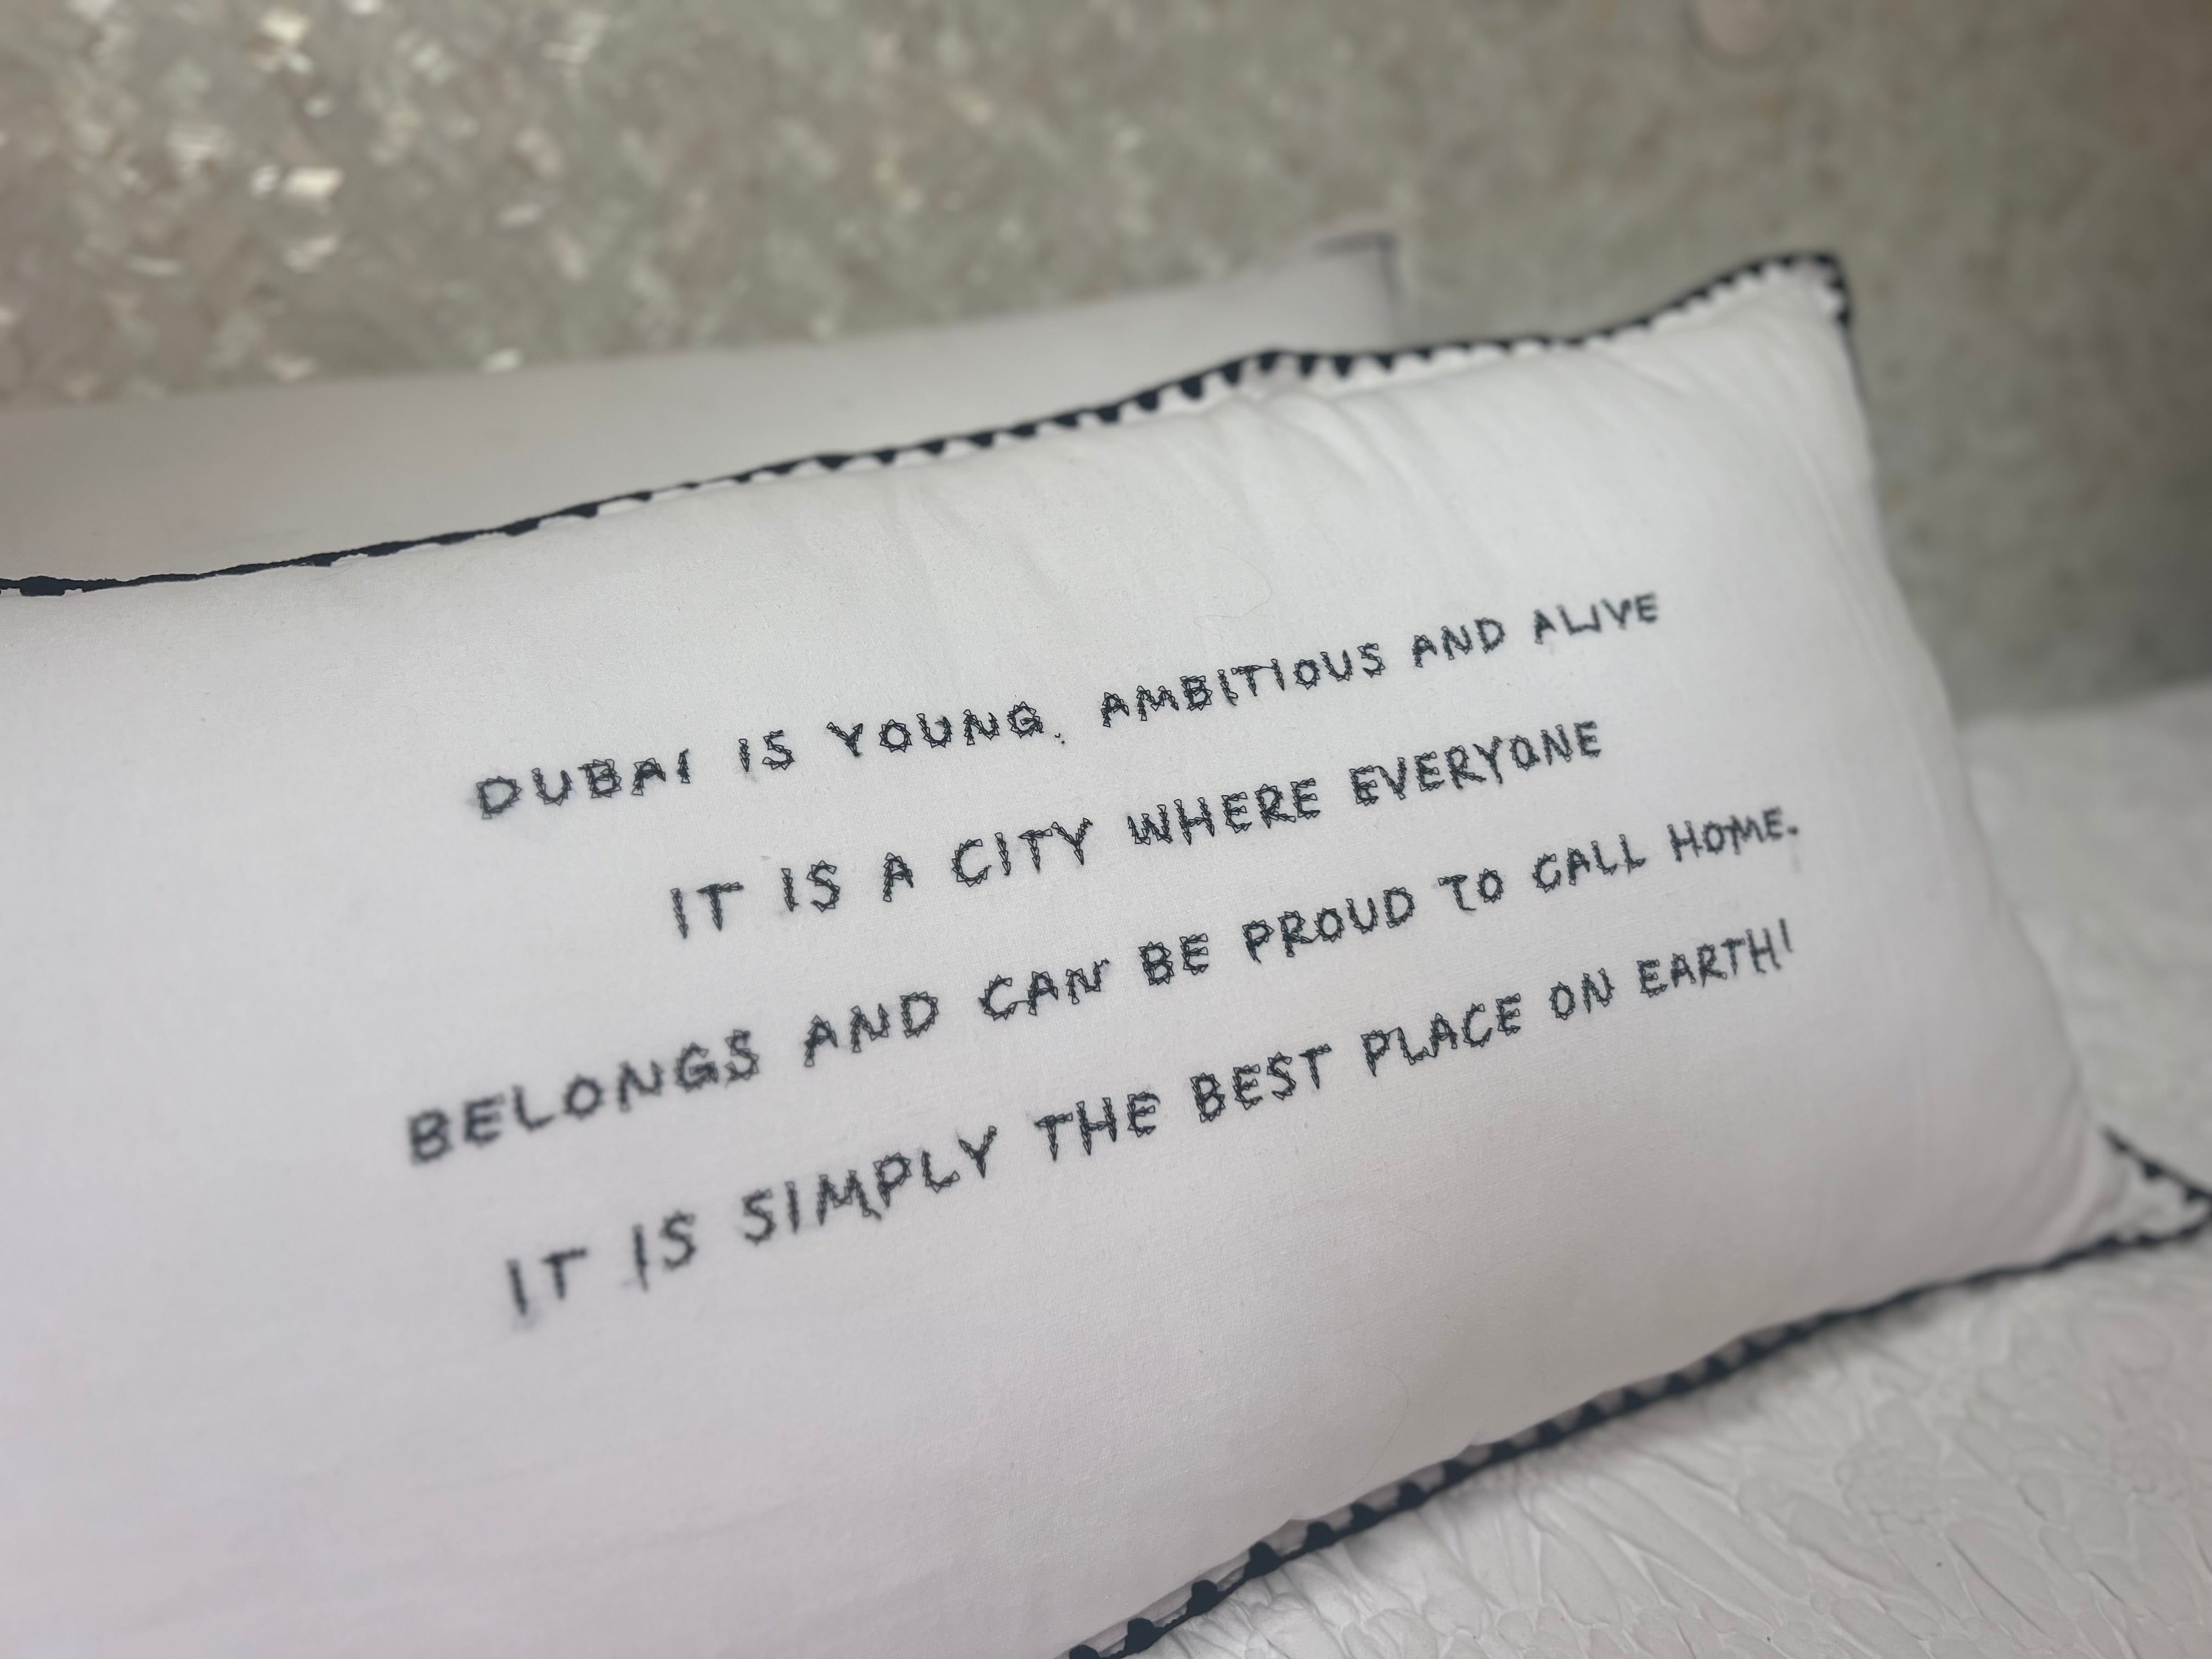 DUBAI IS YOUNG, AMBITIOUS AND ALIVE
IT IS A CITY WHERE EVERYONE
BELONGS AND CAN BE PROUD TO CALL HOME.
IT IS SIMPLY THE BEST PLACE ON EARTH!